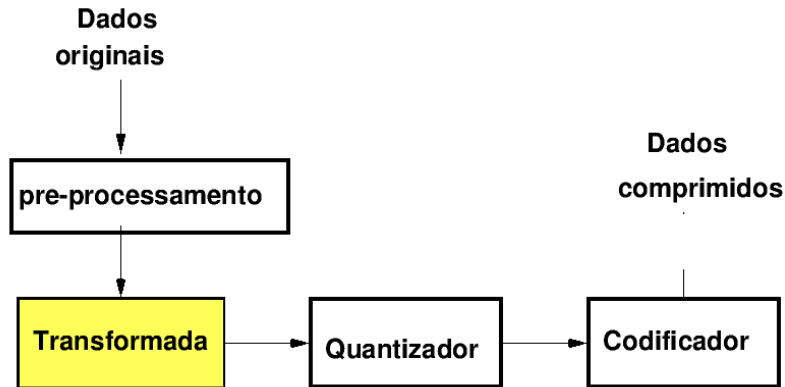 Dados
originais
pre-processamento
Transformada
Quantizador
Codificador
Dados
comprimidos